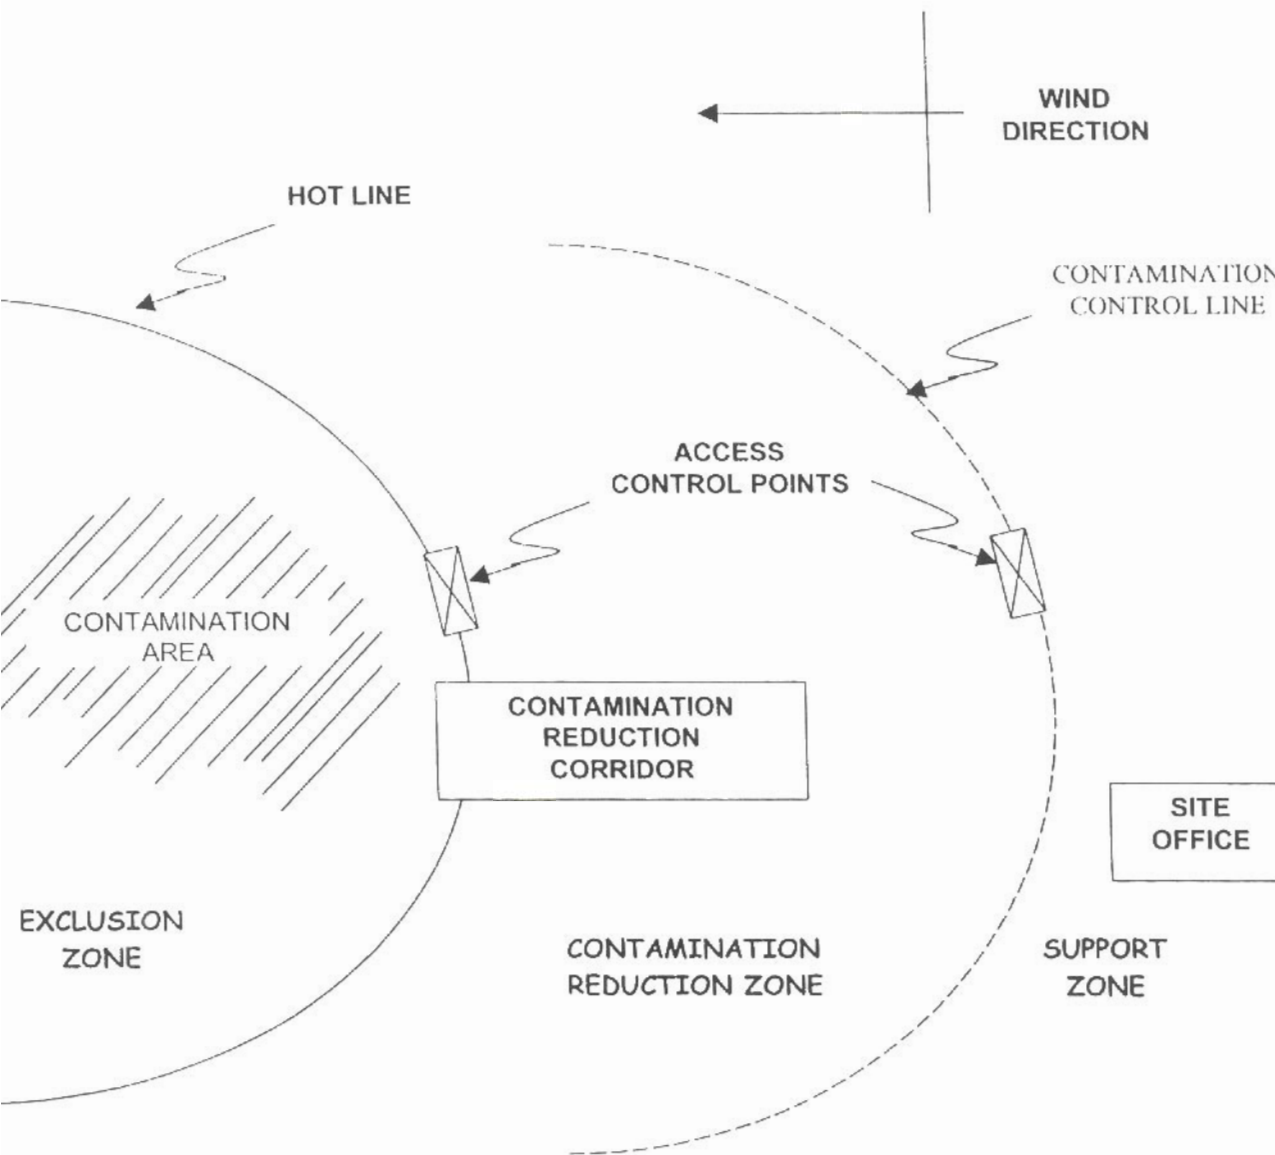 WIND
DIRECTION
HOT LINE
CONTAMINATION
CONTROL LINE
ACCESS
CONTROL POINTS
CONTAMINATION
AREA
CONTAMINATION
REDUCTION
CORRIDOR
SITE
OFFICE
EXCLUSION
ZONE
CONTAMINATION
REDUCTION ZONE
SUPPORT
ZONE